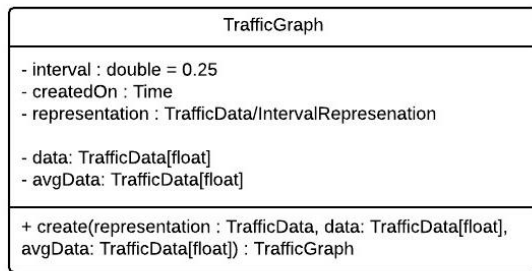 TrafficGraph
- interval : double = 0.25
- createdOn : Time
- representation : TrafficData/IntervalRepresenation
- data: TrafficData[float]
- avgData: TrafficData[float]
+ create(representation : TrafficData, data: TrafficData[float],
avgData: TrafficData[float]) : TrafficGraph